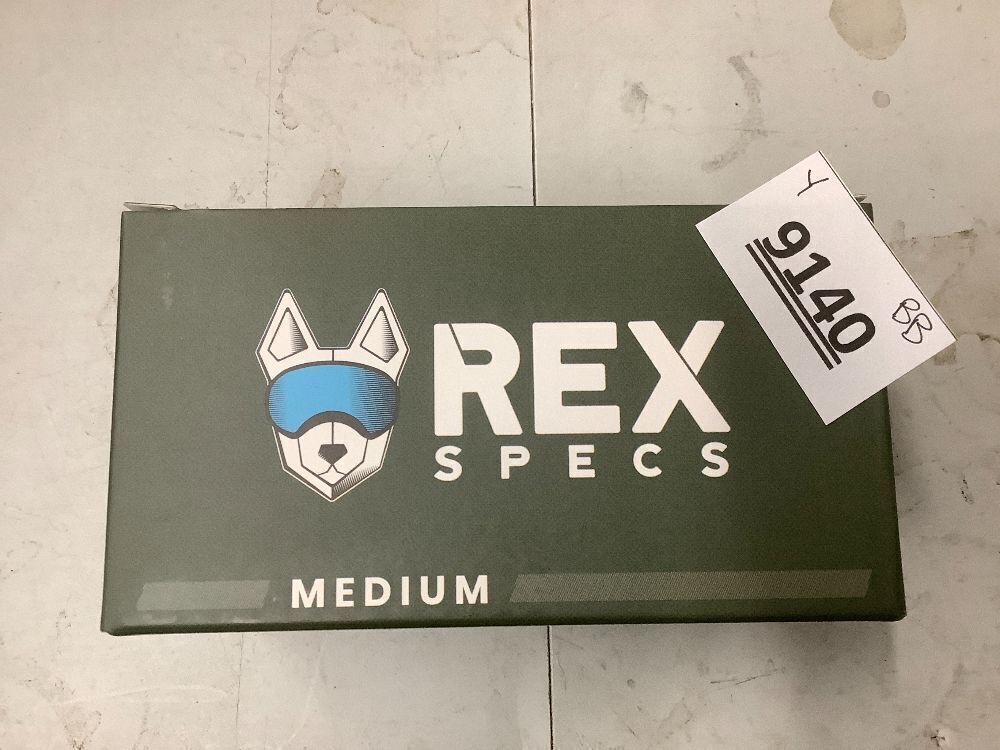 REX
SPECS
MEDIUM
Y
9140
BB